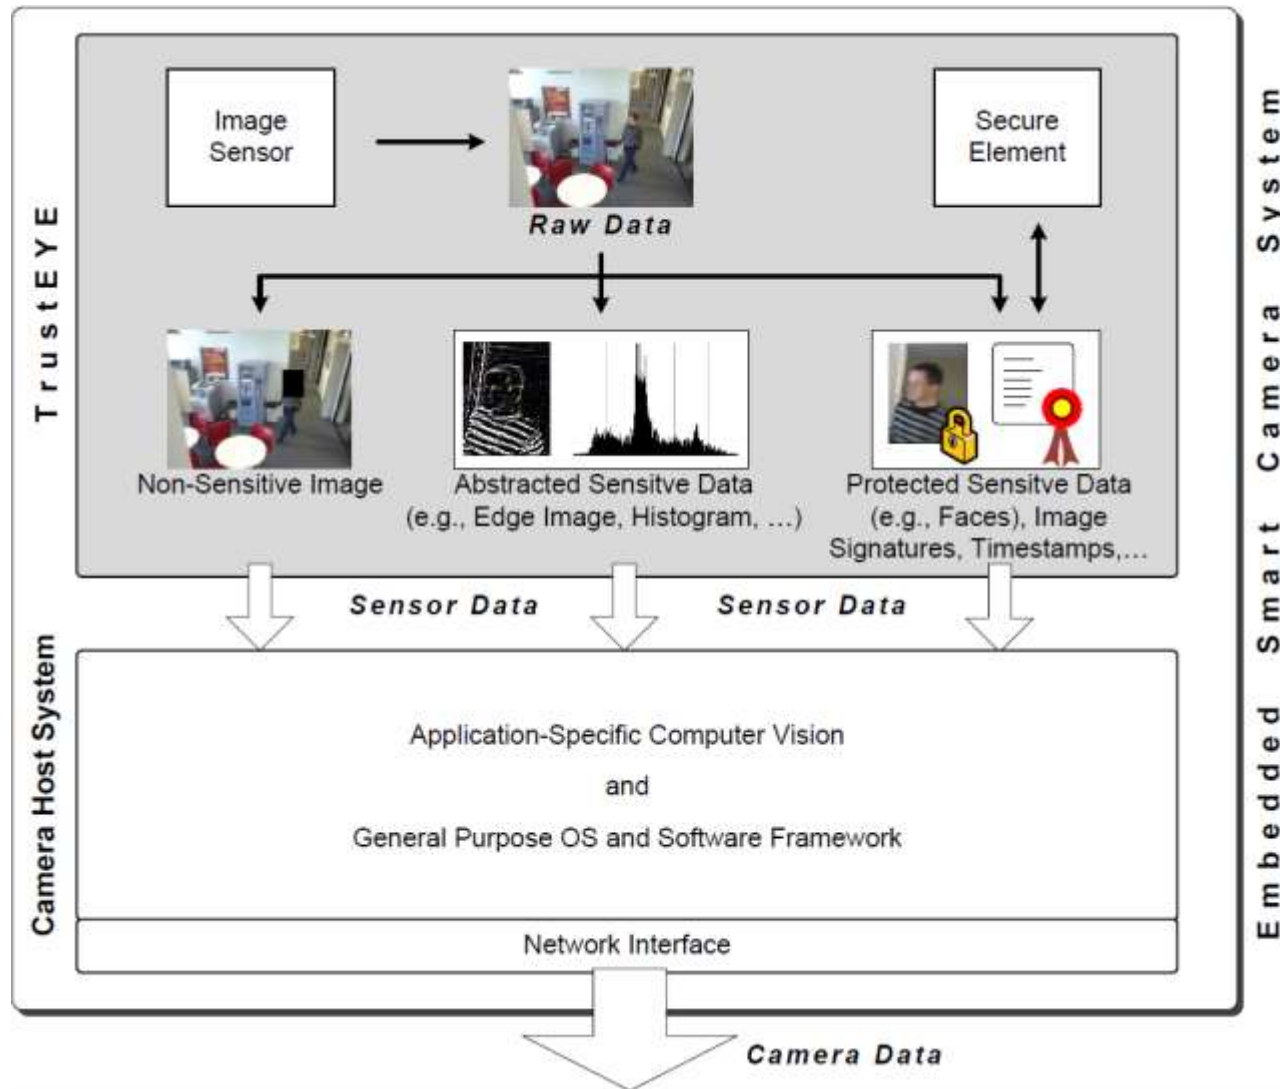 Image
Sensor
Secure
Element
Raw Data
TrustEYE
Non-Sensitive Image
Abstracted Sensitve Data
(e.g., Edge Image, Histogram, …)
Protected Sensitve Data
(e.g., Faces), Image
Signatures, Timestamps,…
Sensor Data
Sensor Data
Camera Host System
Application-Specific Computer Vision
and
General Purpose OS and Software Framework
Network Interface
Camera Data
Embedded Smart Camera System